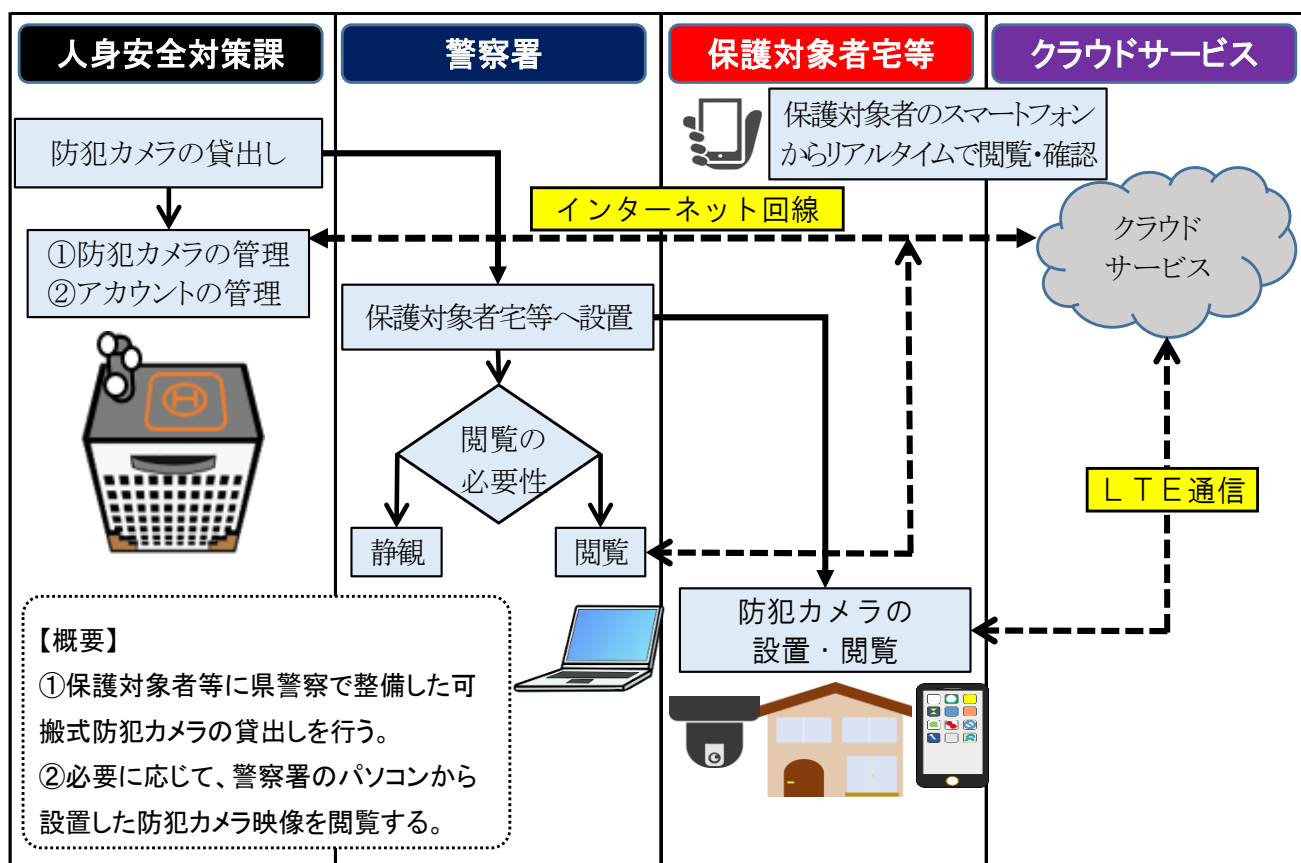 人身安全対策課
警察署
保護対象者宅等
クラウドサービス
防犯カメラの貸出し
保護対象者のスマートフォン
からリアルタイムで閲覧・確認
インターネット回線
①防犯カメラの管理
②アカウントの管理
クラウド
サービス
保護対象者宅等へ設置
閲覧の
必要性
静観
閲覧
LTE通信
防犯カメラの
設置・閲覧
【概要】
①保護対象者等に県警察で整備した可
搬式防犯カメラの貸出しを行う。
②必要に応じて、警察署のパソコンから
設置した防犯カメラ映像を閲覧する。